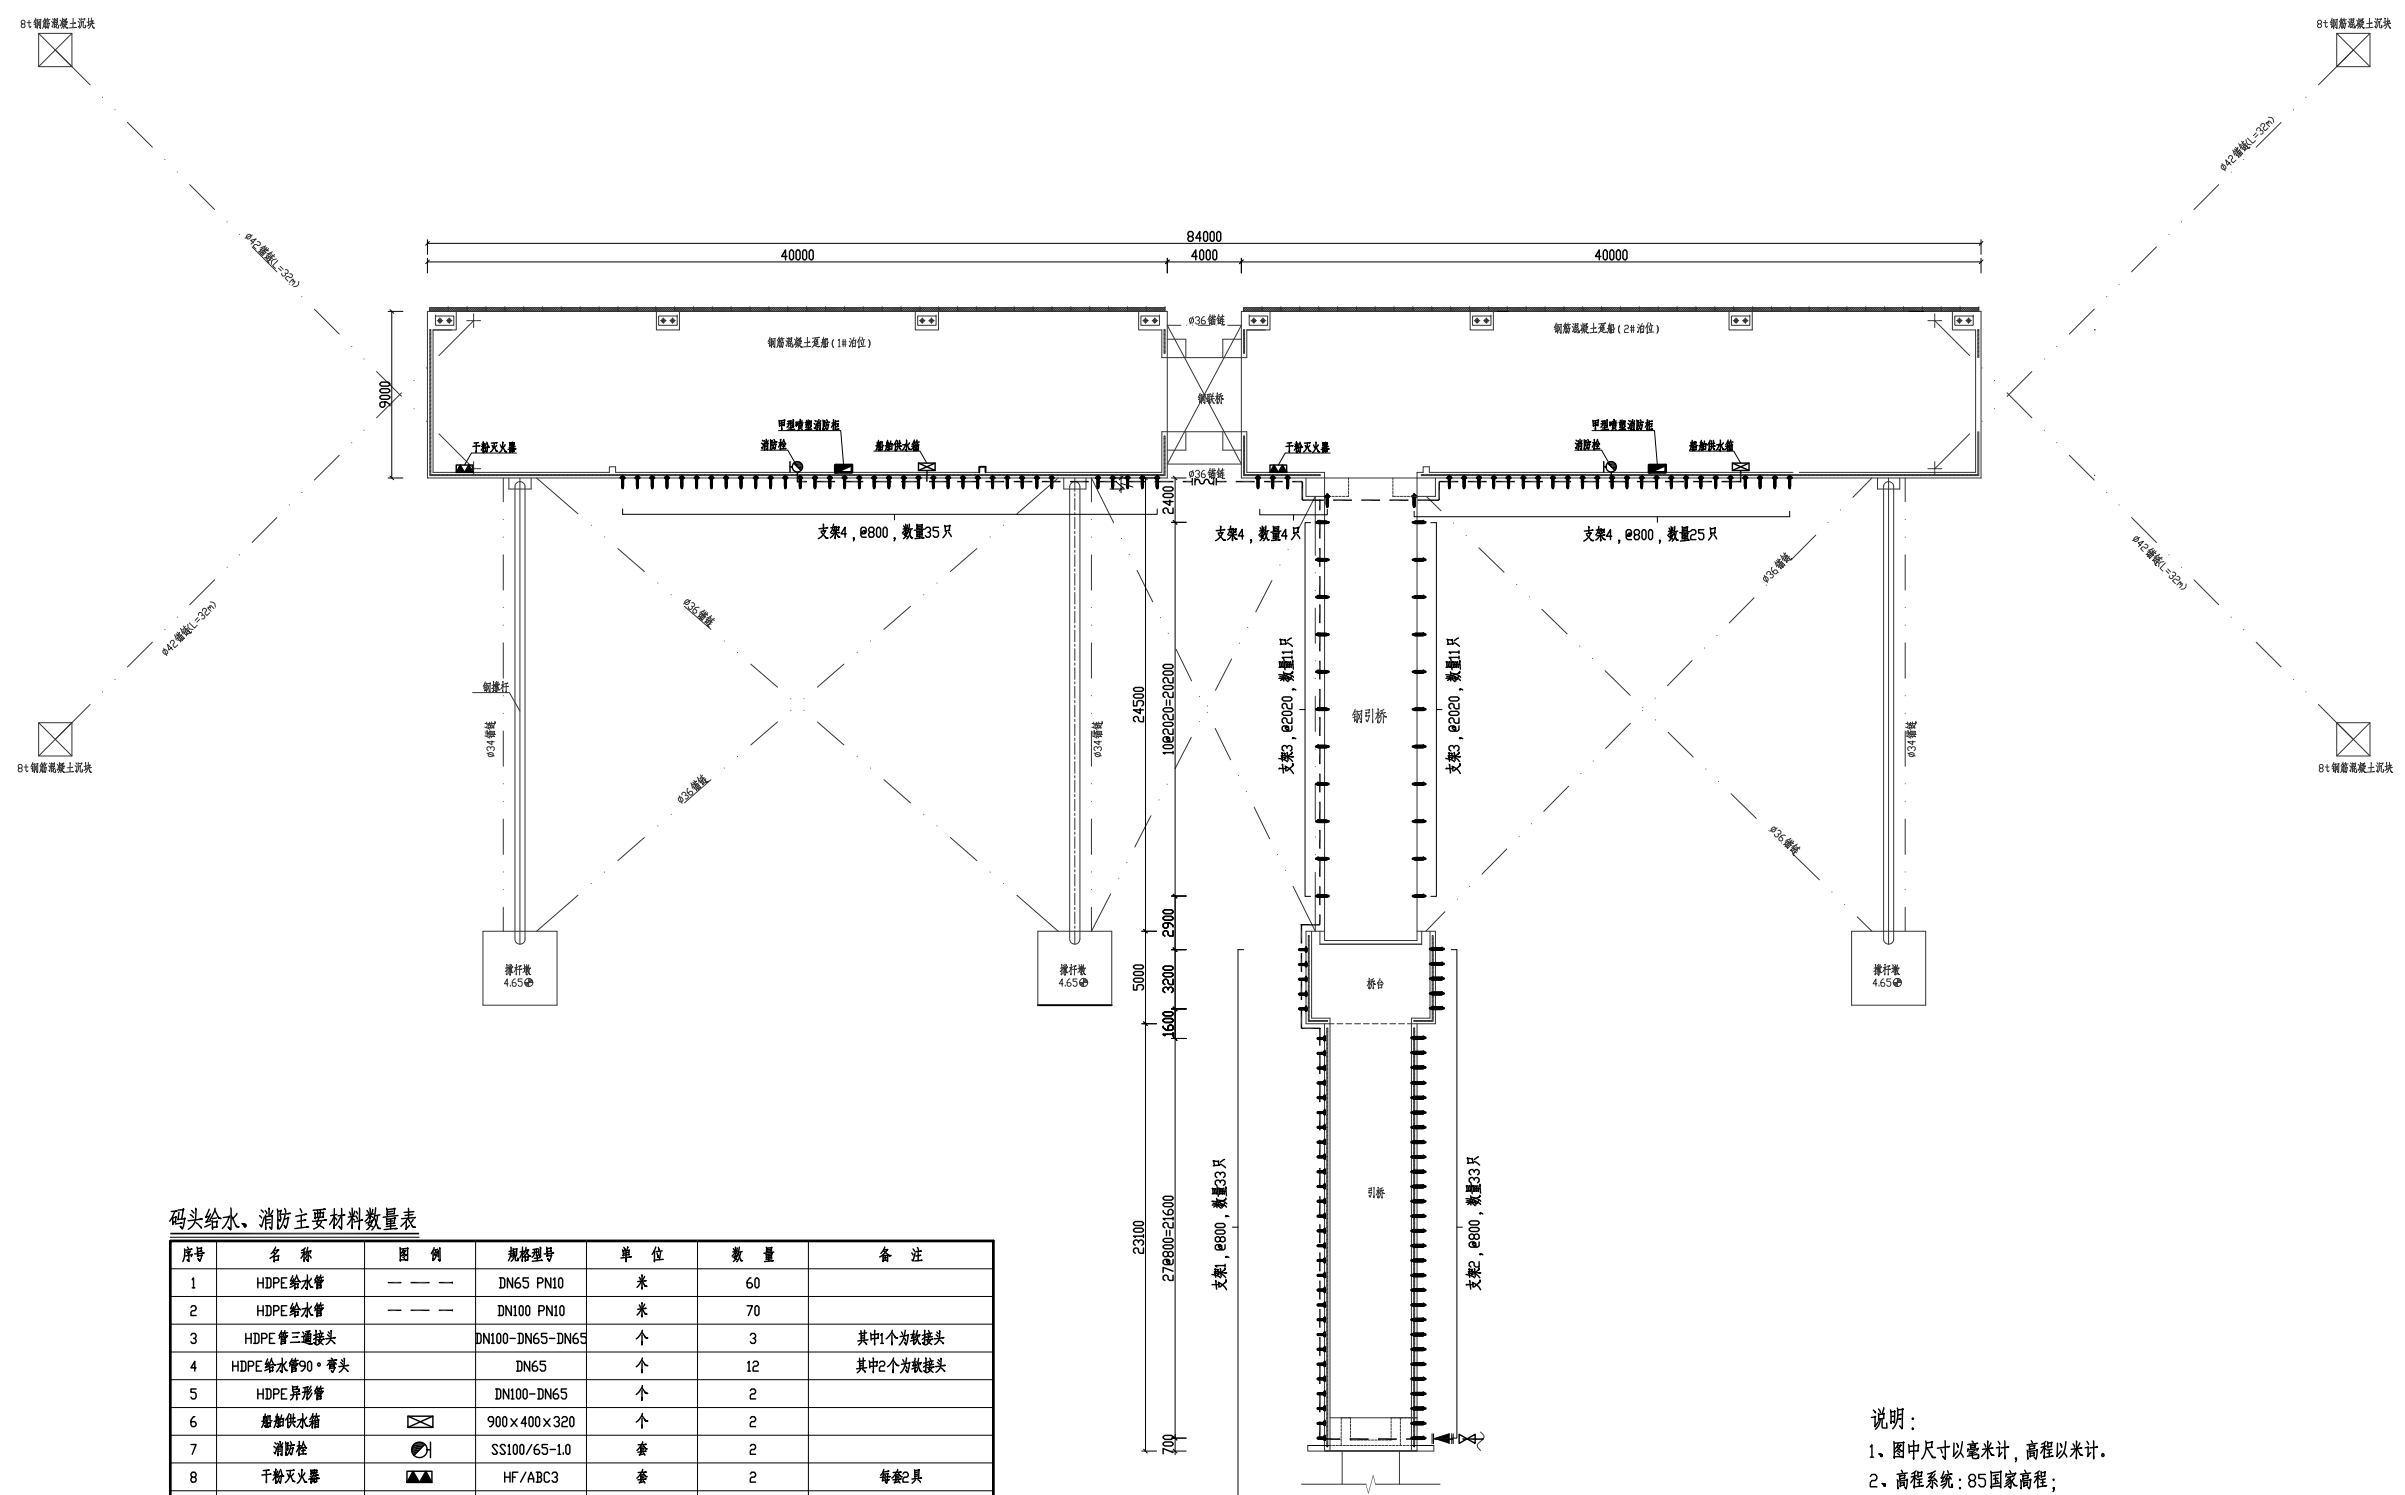 8t钢筋混凝土沉块
8t钢筋混凝土沉块
ø42锚链(L=32m)
ø42锚链(L=32m)
84000
40000
4000
40000
9000
ø36锚链
钢筋混凝土趸船(1#泊位)
钢筋混凝土趸船(2#泊位)
钢联桥
甲型喷塑消防柜
消防栓
船舶供水箱
干粉灭火器
甲型喷塑消防柜
消防栓
船舶供水箱
干粉灭火器
ø36锚链
2400
支架4，@800，数量35只
支架4，数量4只
支架4，@800，数量25只
ø42锚链(L=32m)
ø42锚链(L=32m)
ø36锚链
ø36锚链
钢撑杆
ø34锚链
ø34锚链
ø34锚链
ø36锚链
ø36锚链
24500
10@2020=20200
支架3，@2020，数量11只
支架3，@2020，数量11只
钢引桥
8t钢筋混凝土沉块
8t钢筋混凝土沉块
2900
5000
3200
1600
撑杆墩
4.65
撑杆墩
4.65
撑杆墩
4.65
桥台
引桥
23100
27@800=21600
700
支架1，@800，数量33只
支架2，@800，数量33只
码头给水、消防主要材料数量表
序号 名 称 图 例 规格型号 单 位 数 量 备 注
1 HDPE给水管 DN65 PN10 米 60
2 HDPE给水管 DN100 PN10 米 70
3 HDPE管三通接头 DN100-DN65-DN65 个 3 其中1个为软接头
4 HDPE给水管90°弯头 DN65 个 12 其中2个为软接头
5 HDPE异形管 DN100-DN65 个 2
6 船舶供水箱 900×400×320 个 2
7 消防栓 SS100/65-1.0 套 2
8 干粉灭火器 HF/ABC3 套 2 每套2具
说明：
1、图中尺寸以毫米计，高程以米计。
2、高程系统：85国家高程；